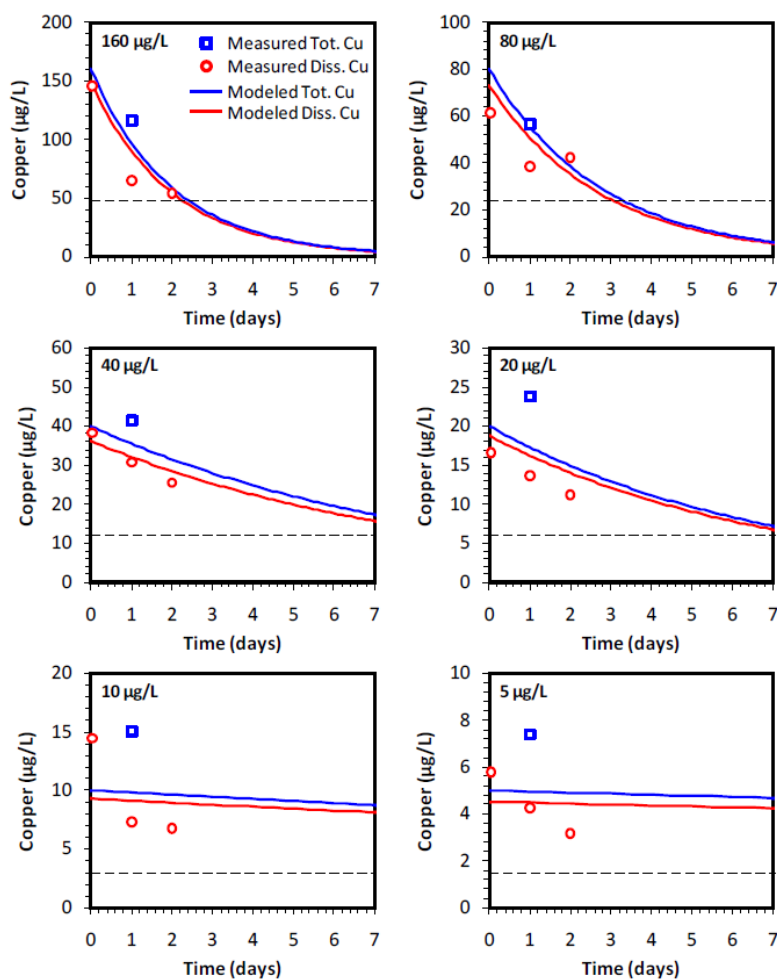 160 µg/L
Measured Tot. Cu
Measured Diss. Cu
Modeled Tot. Cu
Modeled Diss. Cu
Copper (µg/L)
200
150
100
50
0
0 1 2 3 4 5 6 7
Time (days)
80 µg/L
Copper (µg/L)
100
80
60
40
20
0
0 1 2 3 4 5 6 7
Time (days)
40 µg/L
Copper (µg/L)
60
50
40
30
20
10
0
0 1 2 3 4 5 6 7
Time (days)
20 µg/L
Copper (µg/L)
30
25
20
15
10
5
0
0 1 2 3 4 5 6 7
Time (days)
10 µg/L
Copper (µg/L)
20
15
10
5
0
0 1 2 3 4 5 6 7
Time (days)
5 µg/L
Copper (µg/L)
10
8
6
4
2
0
0 1 2 3 4 5 6 7
Time (days)